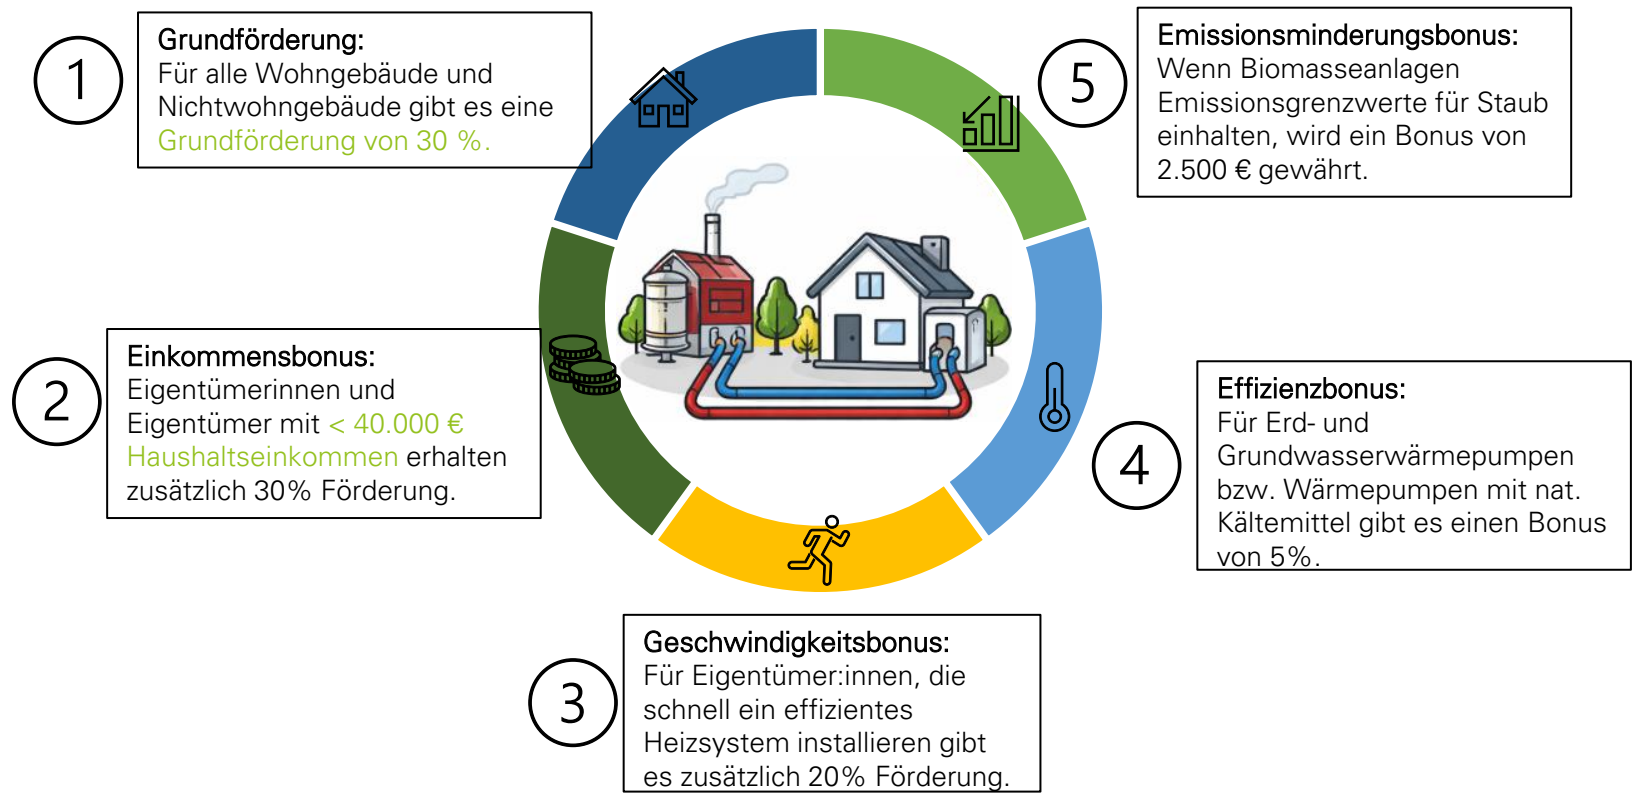 1
Grundförderung:
Für alle Wohngebäude und
Nichtwohngebäude gibt es eine
Grundförderung von 30 %.
2
Einkommensbonus:
Eigentümerinnen und
Eigentümer mit < 40.000 €
Haushaltseinkommen erhalten
zusätzlich 30% Förderung.
3
Geschwindigkeitsbonus:
Für Eigentümer:innen, die
schnell ein effizientes
Heizsystem installieren gibt
es zusätzlich 20% Förderung.
4
Effizienzbonus:
Für Erd- und
Grundwasserwärmepumpen
bzw. Wärmepumpen mit nat.
Kältemittel gibt es einen Bonus
von 5%.
5
Emissionsminderungsbonus:
Wenn Biomasseanlagen
Emissionsgrenzwerte für Staub
einhalten, wird ein Bonus von
2.500 € gewährt.